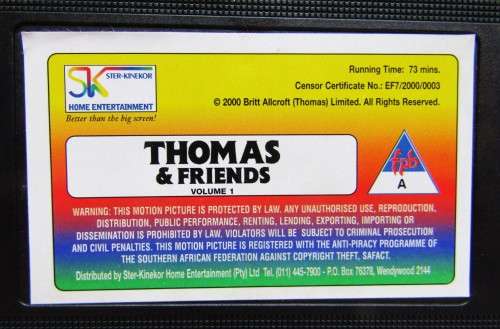 SK STER-KINEKOR
HOME ENTERTAINMENT
Better than the big screen!
Running Time: 73 mins.
Censor Certificate No.: EF7/2000/0003
© 2000 Britt Allcroft (Thomas) Limited. All Rights Reserved.
THOMAS
& FRIENDS
VOLUME 1
fpb
A
WARNING: THIS MOTION PICTURE IS PROTECTED BY LAW. ANY UNAUTHORISED USE, REPRODUCTION,
DISTRIBUTION, PUBLIC PERFORMANCE, RENTING, LENDING, EXPORTING, IMPORTING OR
DISSEMINATION IS PROHIBITED BY LAW. VIOLATORS WILL BE SUBJECT TO CRIMINAL PROSECUTION
AND CIVIL PENALTIES. THIS MOTION PICTURE IS REGISTERED WITH THE ANTI-PIRACY PROGRAMME OF
THE SOUTHERN AFRICAN FEDERATION AGAINST COPYRIGHT THEFT, SAFACT.
Distributed by Ster-Kinekor Home Entertainment (Pty) Ltd Tel. (011) 445-7900 - P.O. Box 76378, Wendywood 2144